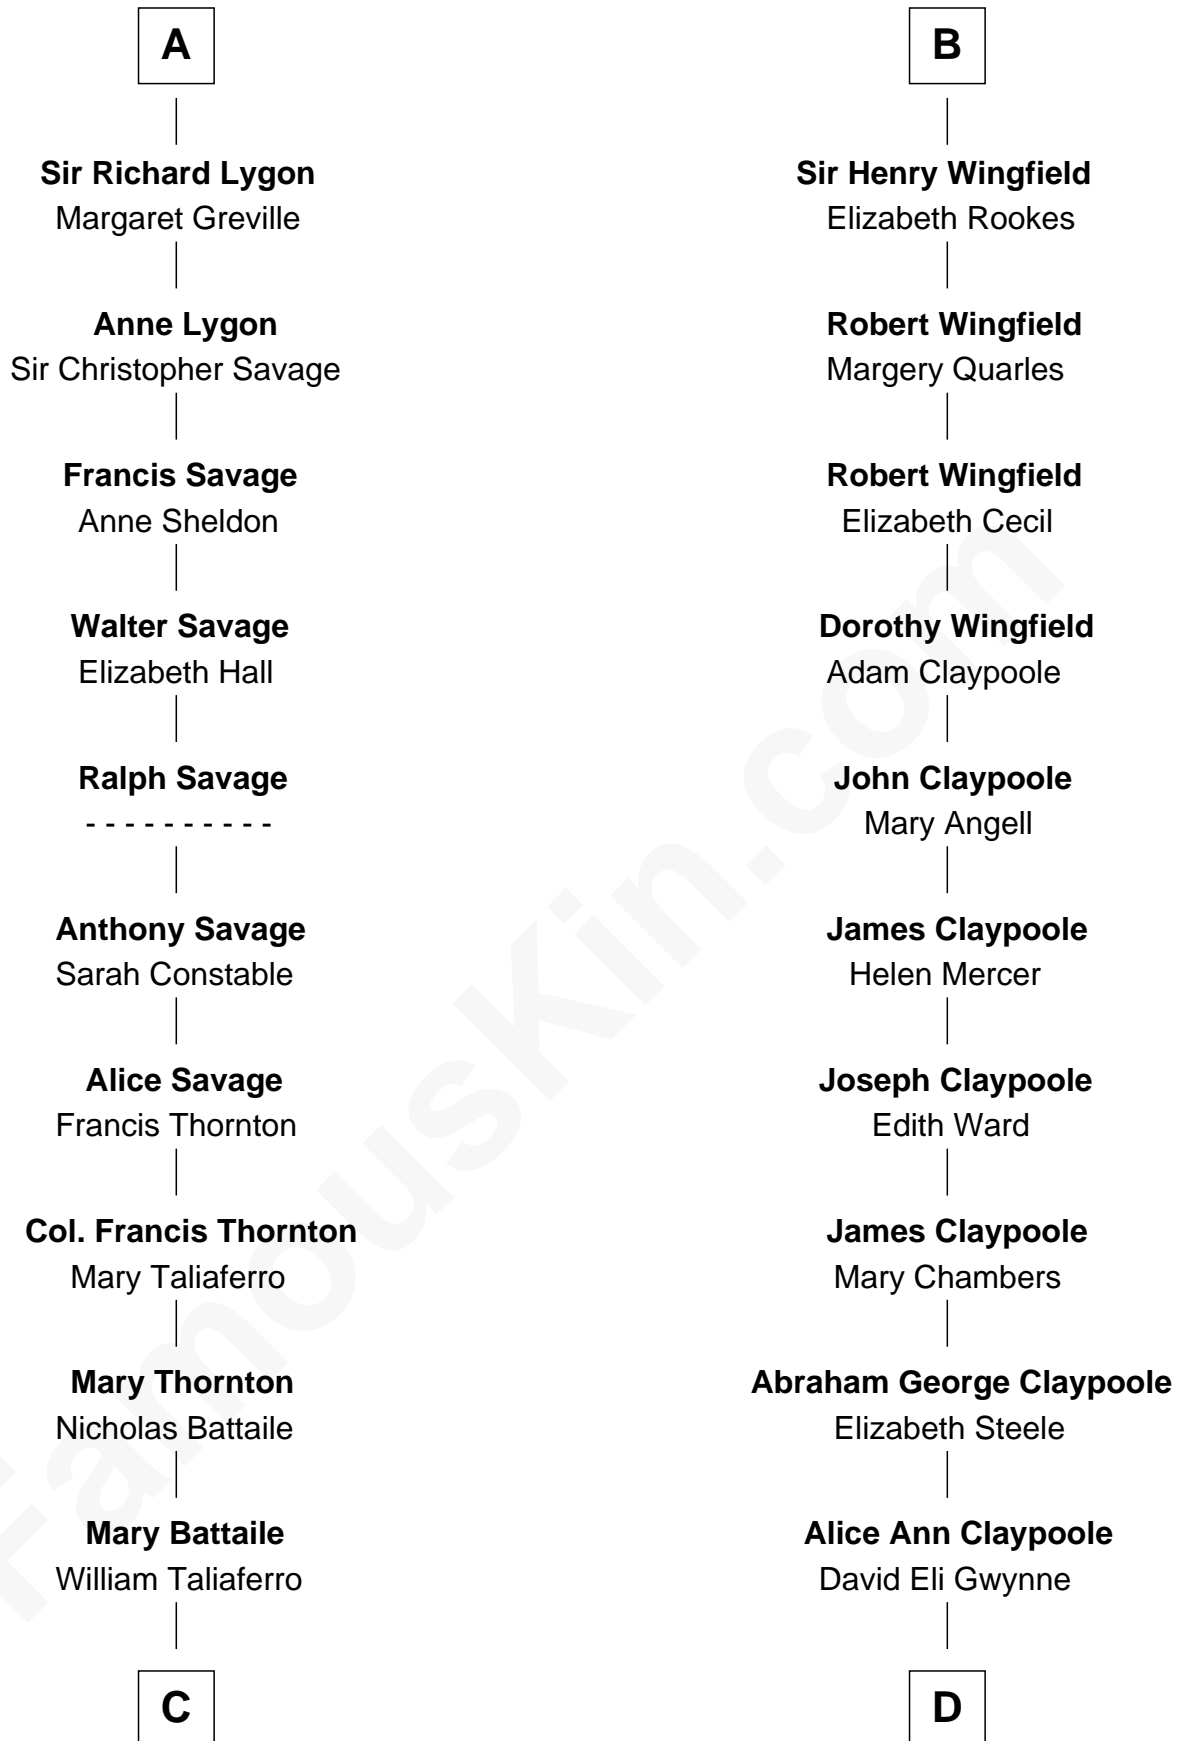 A
Sir Richard Lygon
Margaret Greville
Anne Lygon
Sir Christopher Savage
Francis Savage
Anne Sheldon
Walter Savage
Elizabeth Hall
Ralph Savage
- - - - - - - - - -
Anthony Savage
Sarah Constable
Alice Savage
Francis Thornton
Col. Francis Thornton
Mary Taliaferro
Mary Thornton
Nicholas Battaile
Mary Battaile
William Taliaferro
C
B
Sir Henry Wingfield
Elizabeth Rookes
Robert Wingfield
Margery Quarles
Robert Wingfield
Elizabeth Cecil
Dorothy Wingfield
Adam Claypoole
John Claypoole
Mary Angell
James Claypoole
Helen Mercer
Joseph Claypoole
Edith Ward
James Claypoole
Mary Chambers
Abraham George Claypoole
Elizabeth Steele
Alice Ann Claypoole
David Eli Gwynne
D
FamousKin.com